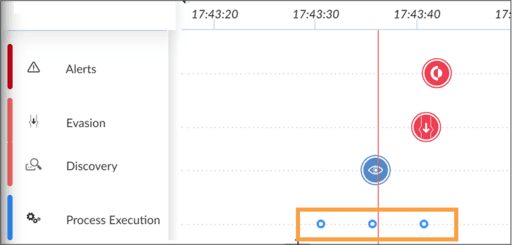 17:43:20 17:43:30 17:43:40
Alerts
Evasion
Discovery
Process Execution